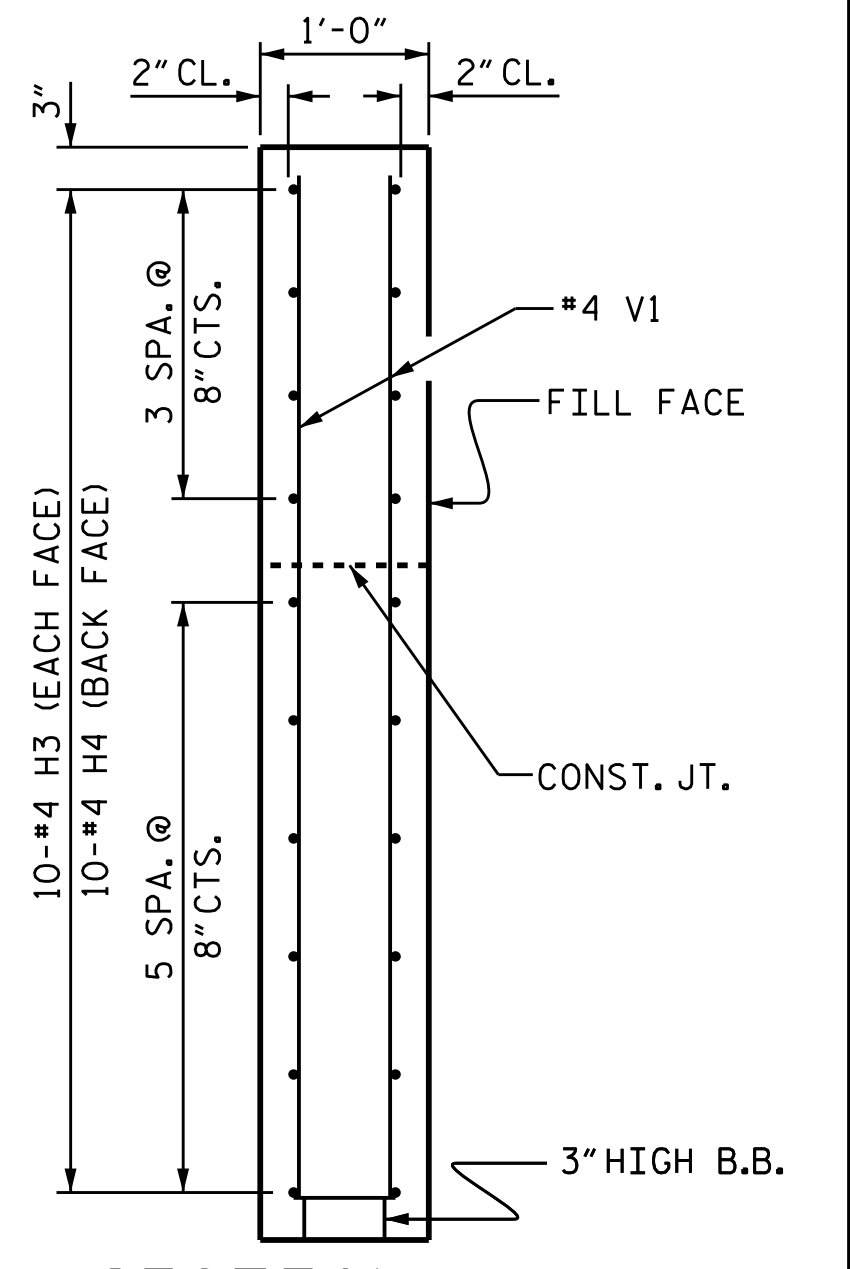 1'-0"
2" CL.
2" CL.
3"
3 SPA. @
8" CTS.
#4 V1
FILL FACE
10-#4 H3 (EACH FACE)
10-#4 H4 (BACK FACE)
CONST. JT.
5 SPA. @
8" CTS.
3" HIGH B.B.